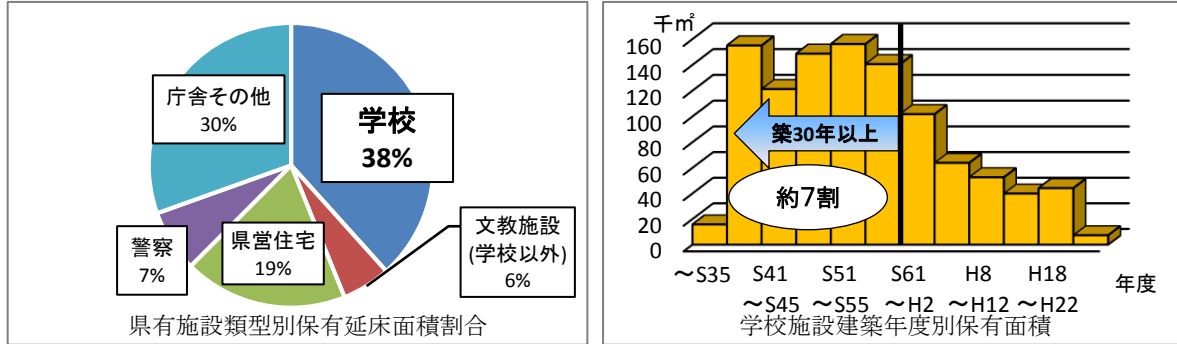 庁舎その他
30%
学校
38%
警察
7%
県営住宅
19%
文教施設
(学校以外)
6%
県有施設類型別保有延床面積割合
千㎡
160
140
120
100
80
60
40
20
0
築30年以上
約7割
～S35 S41 S51 S61 H8 H18 年度
～S45 ～S55 ～H2 ～H12 ～H22
学校施設建築年度別保有面積